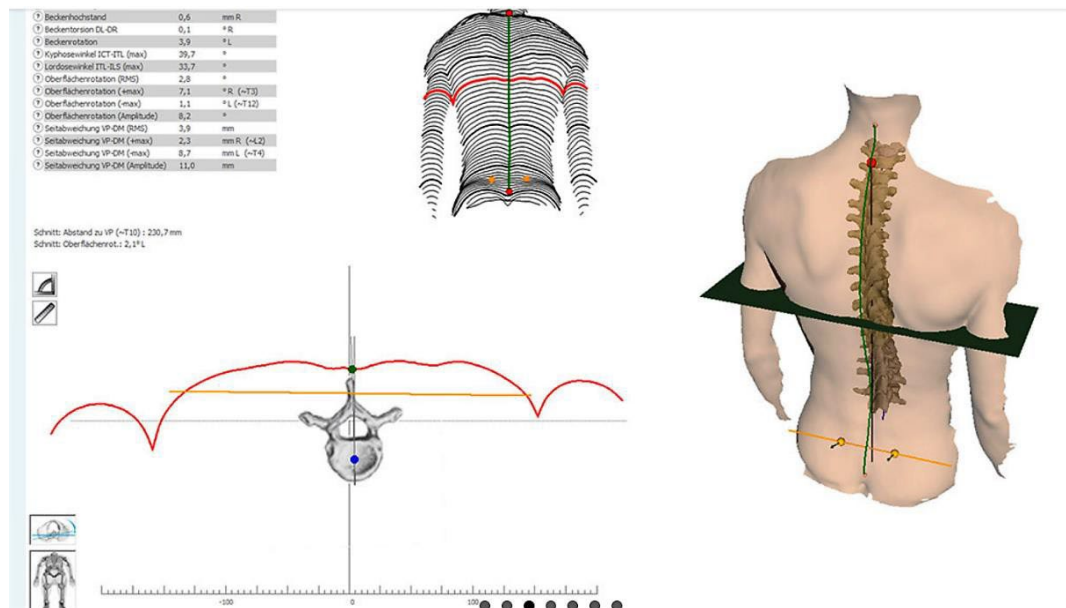 Beckenhochstand 0,6 mm R
Beckentorsion DL-DR 0,1 ° R
Beckenrotation 3,9 ° L
Kyphosewinkel ICT-ITL (max) 39,7 °
Lordosewinkel ITL-ILS (max) 33,7 °
Oberflächenrotation (RMS) 2,8 °
Oberflächenrotation (+max) 7,1 ° R (~T3)
Oberflächenrotation (-max) 1,1 ° L (~T12)
Oberflächenrotation (Amplitude) 8,2 °
Seitabweichung VP-DM (RMS) 3,9 mm
Seitabweichung VP-DM (+max) 2,3 mm R (~L2)
Seitabweichung VP-DM (-max) 8,7 mm L (~T4)
Seitabweichung VP-DM (Amplitude) 11,0 mm
Schnitt: Abstand zu VP (~T10) : 230,7 mm
Schnitt: Oberflächenrot.: 2,1° L
-100 0 100